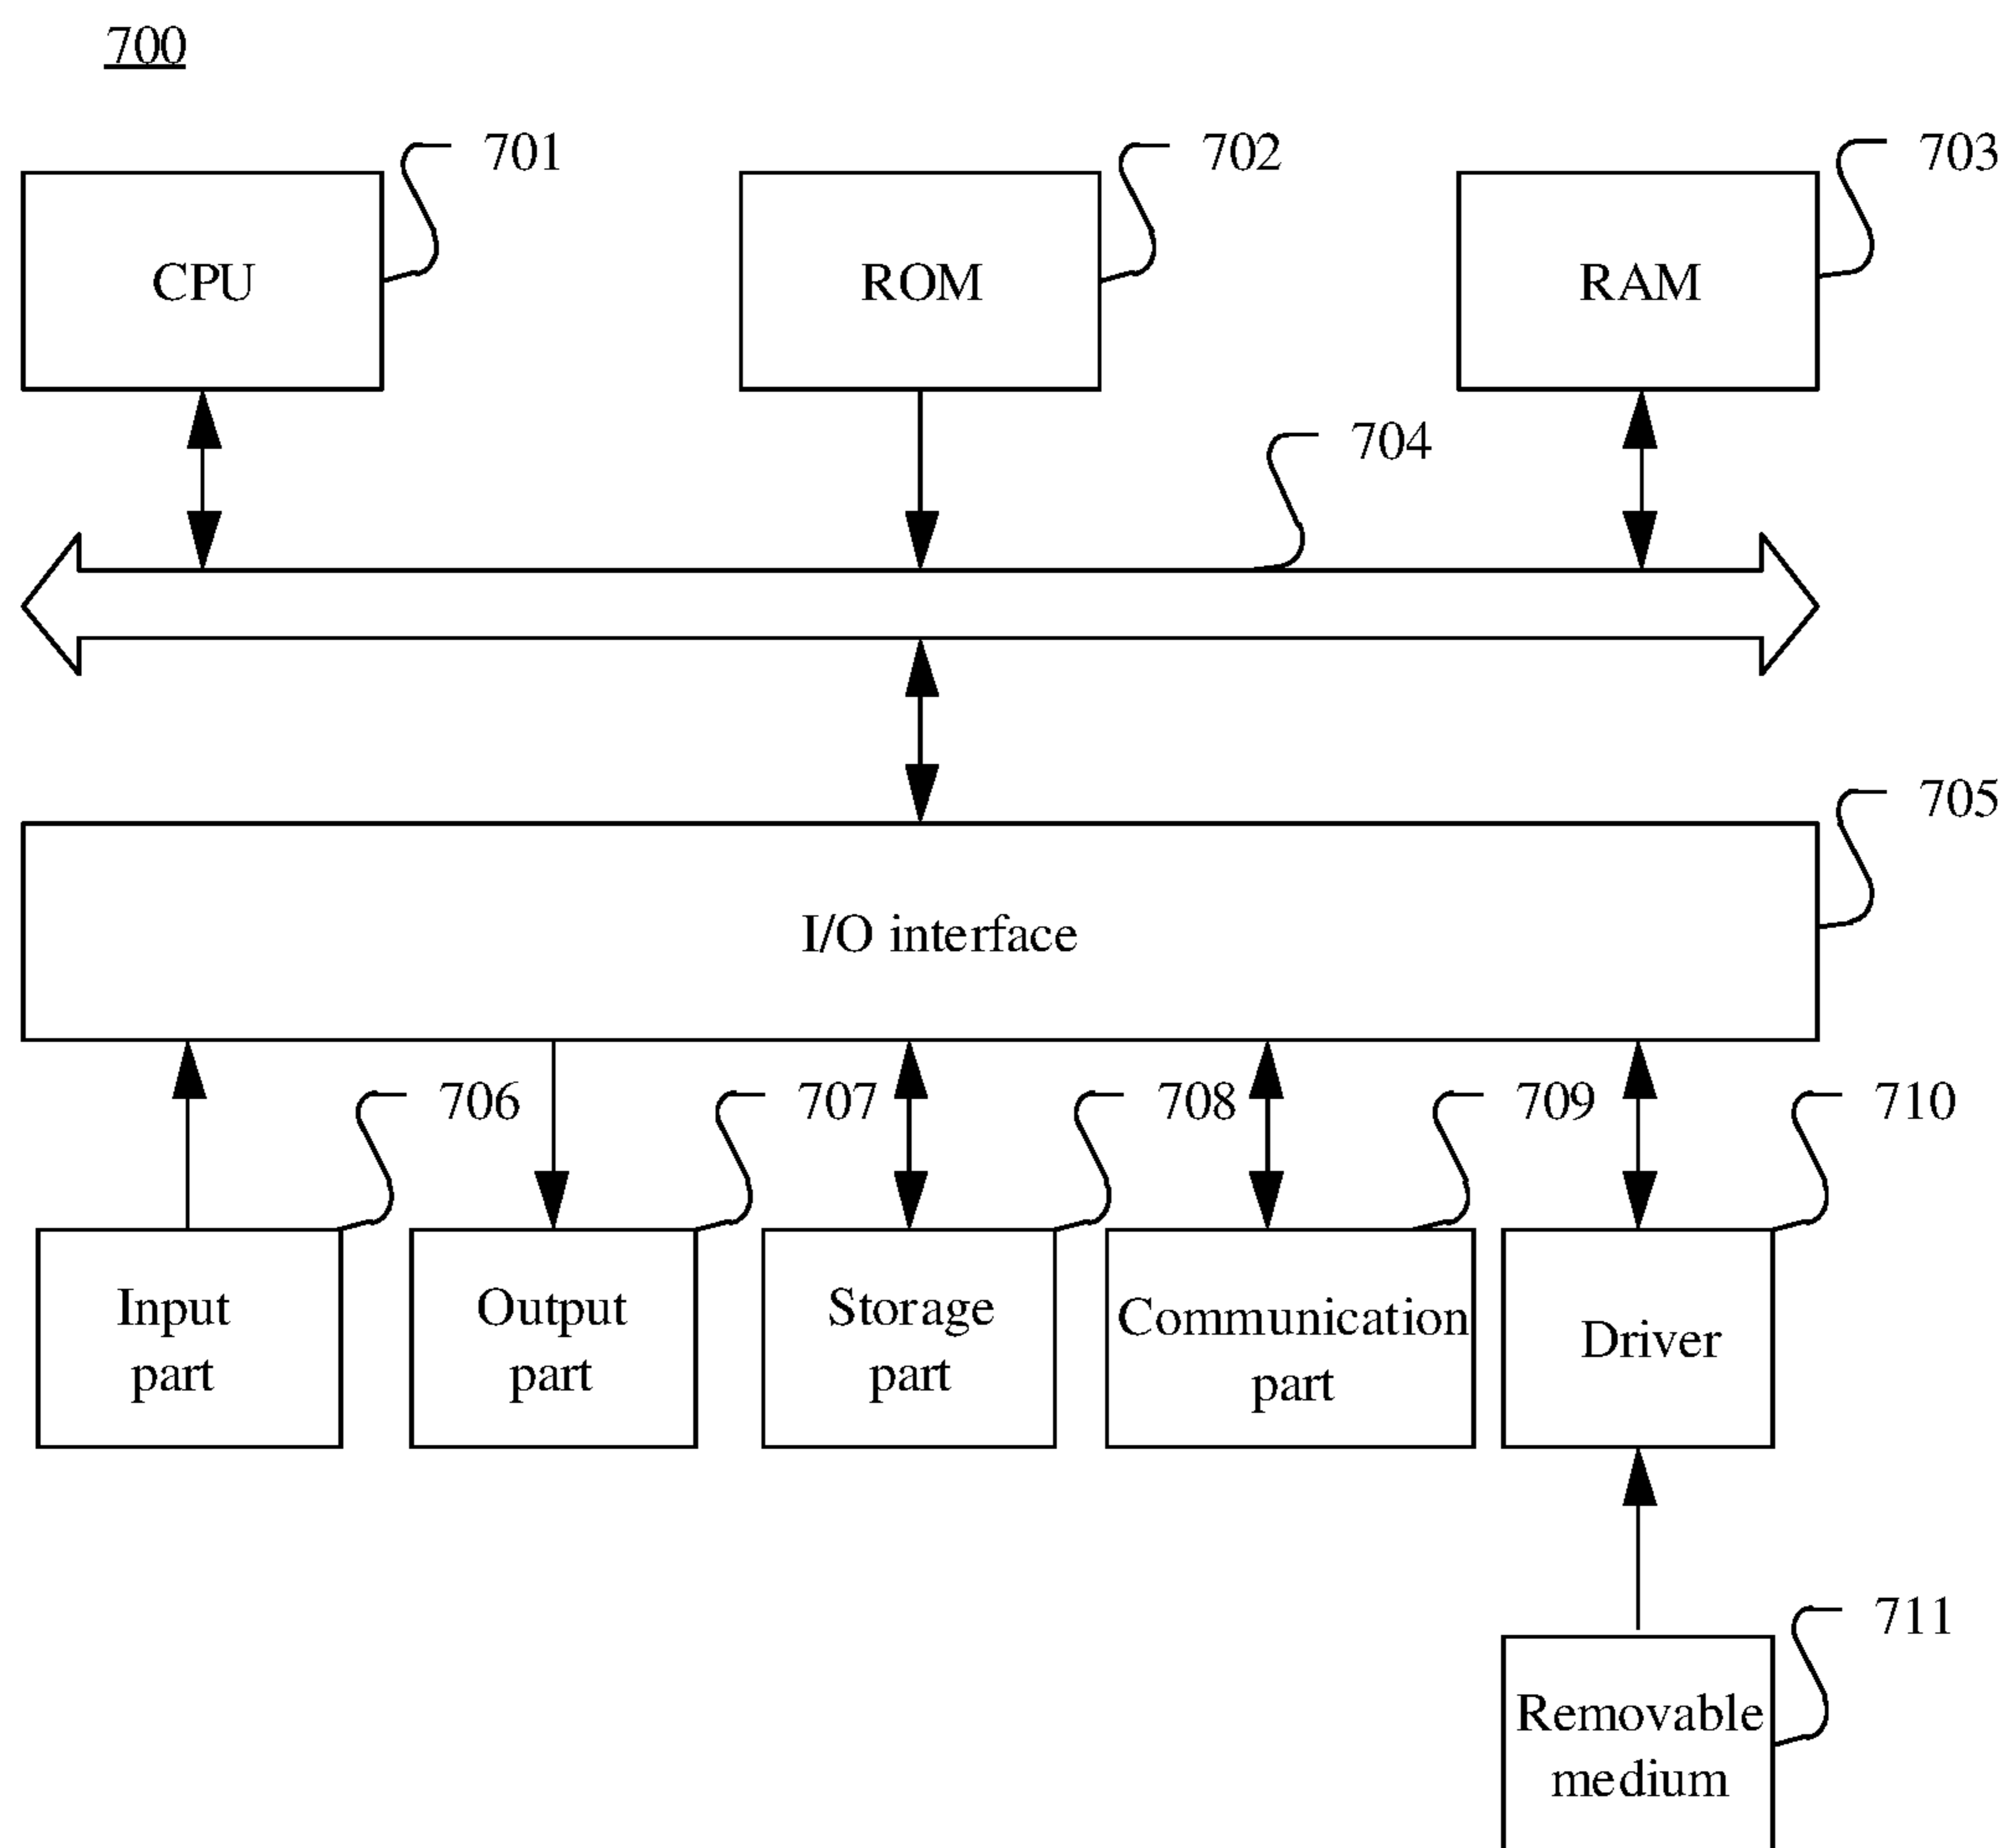 700
701
702
703
CPU
ROM
RAM
704
705
I/O interface
706
707
708
709
710
Input
part
Output
part
Storage
part
Communication
part
Driver
711
Removable
medium